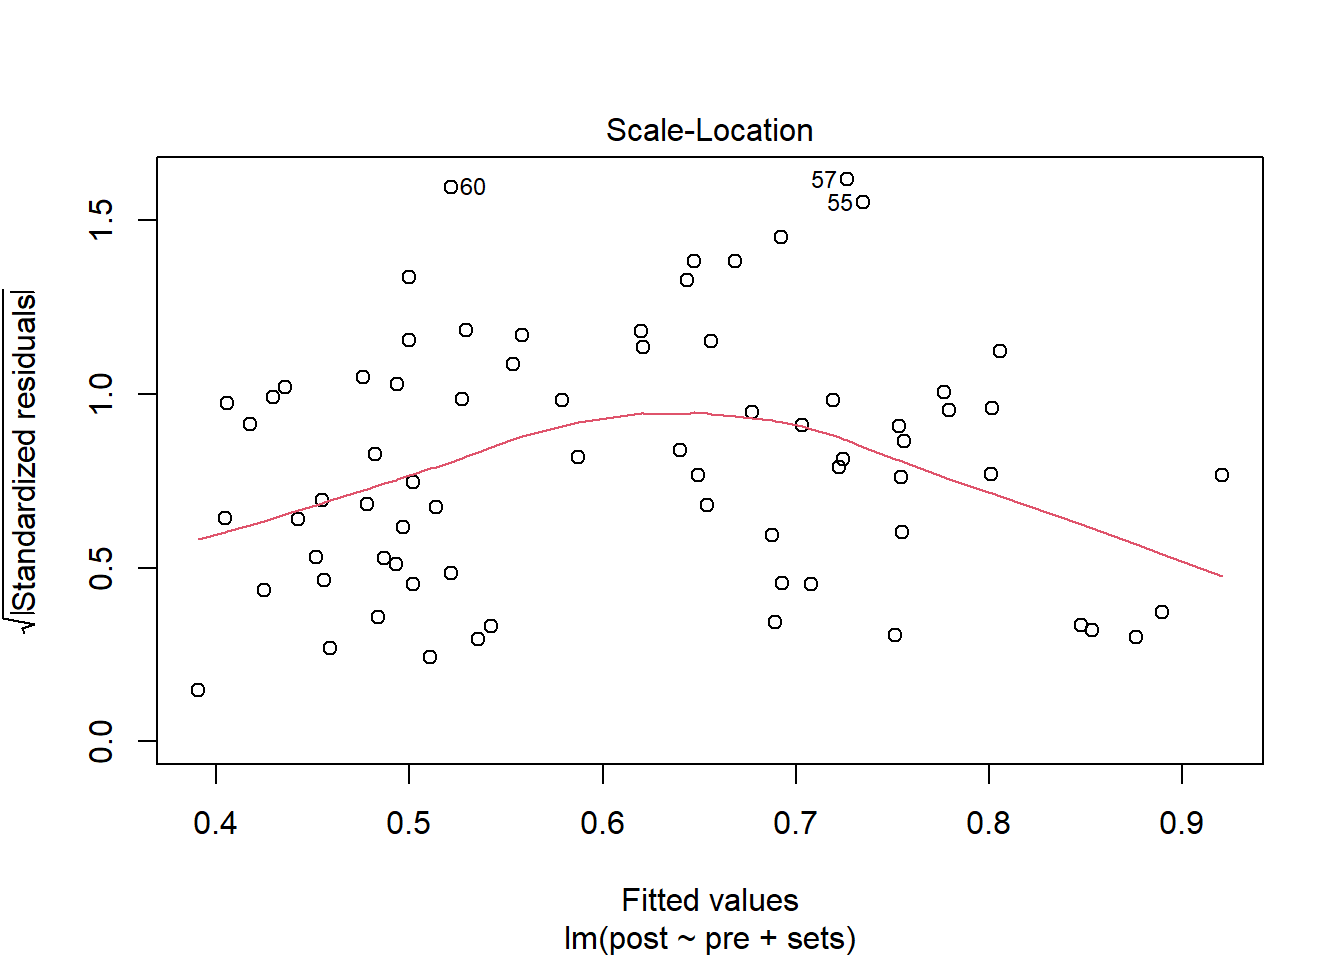 Scale-Location
√|Standardized residuals|
1.5
1.0
0.5
0.0
60
57
55
0.4 0.5 0.6 0.7 0.8 0.9
Fitted values
lm(post ~ pre + sets)